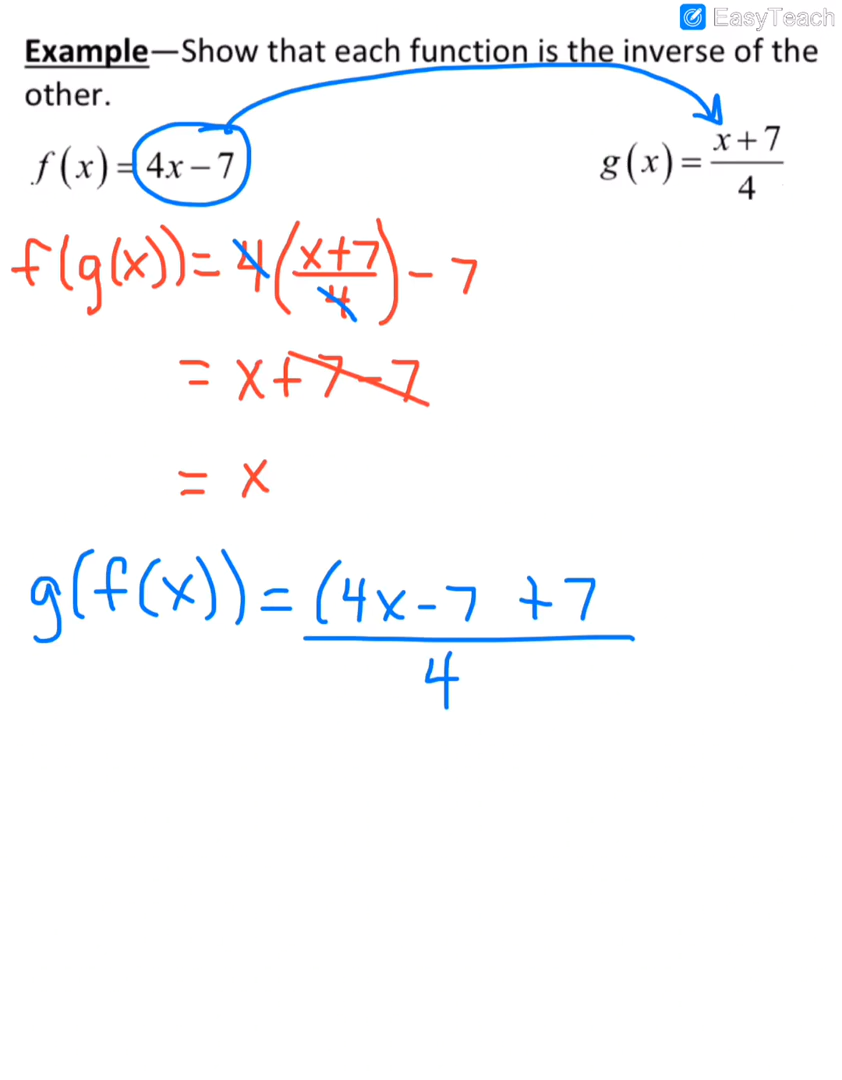 EasyTeach
Example—Show that each function is the inverse of the
other.
f(x) = 4x – 7
g(x) = x + 7
4
f(g(x)) = 4(x+7) - 7
4
= x + 7 - 7
= x
g(f(x)) = (4x - 7 + 7
4